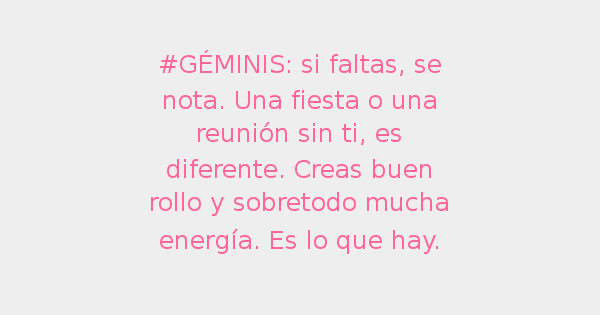 #GÉMINIS: si faltas, se
nota. Una fiesta o una
reunión sin ti, es
diferente. Creas buen
rollo y sobretodo mucha
energía. Es lo que hay.